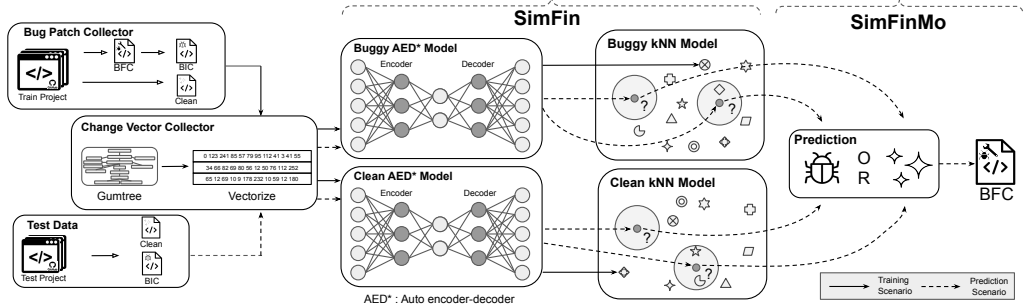 SimFin
SimFinMo
Bug Patch Collector
Train Project
BFC
BIC
Clean
Change Vector Collector
Gumtree
0 123 241 85 57 79 95 112 41 3 41 55
34 66 82 69 80 56 12 50 76 112 252
65 12 69 10 9 178 232 10 59 12 180
Vectorize
Test Data
Test Project
Clean
BIC
Buggy AED* Model
Encoder
Decoder
Clean AED* Model
Encoder
Decoder
AED* : Auto encoder-decoder
Buggy kNN Model
?
?
Clean kNN Model
?
?
Prediction
O
R
BFC
Training
Scenario
Prediction
Scenario